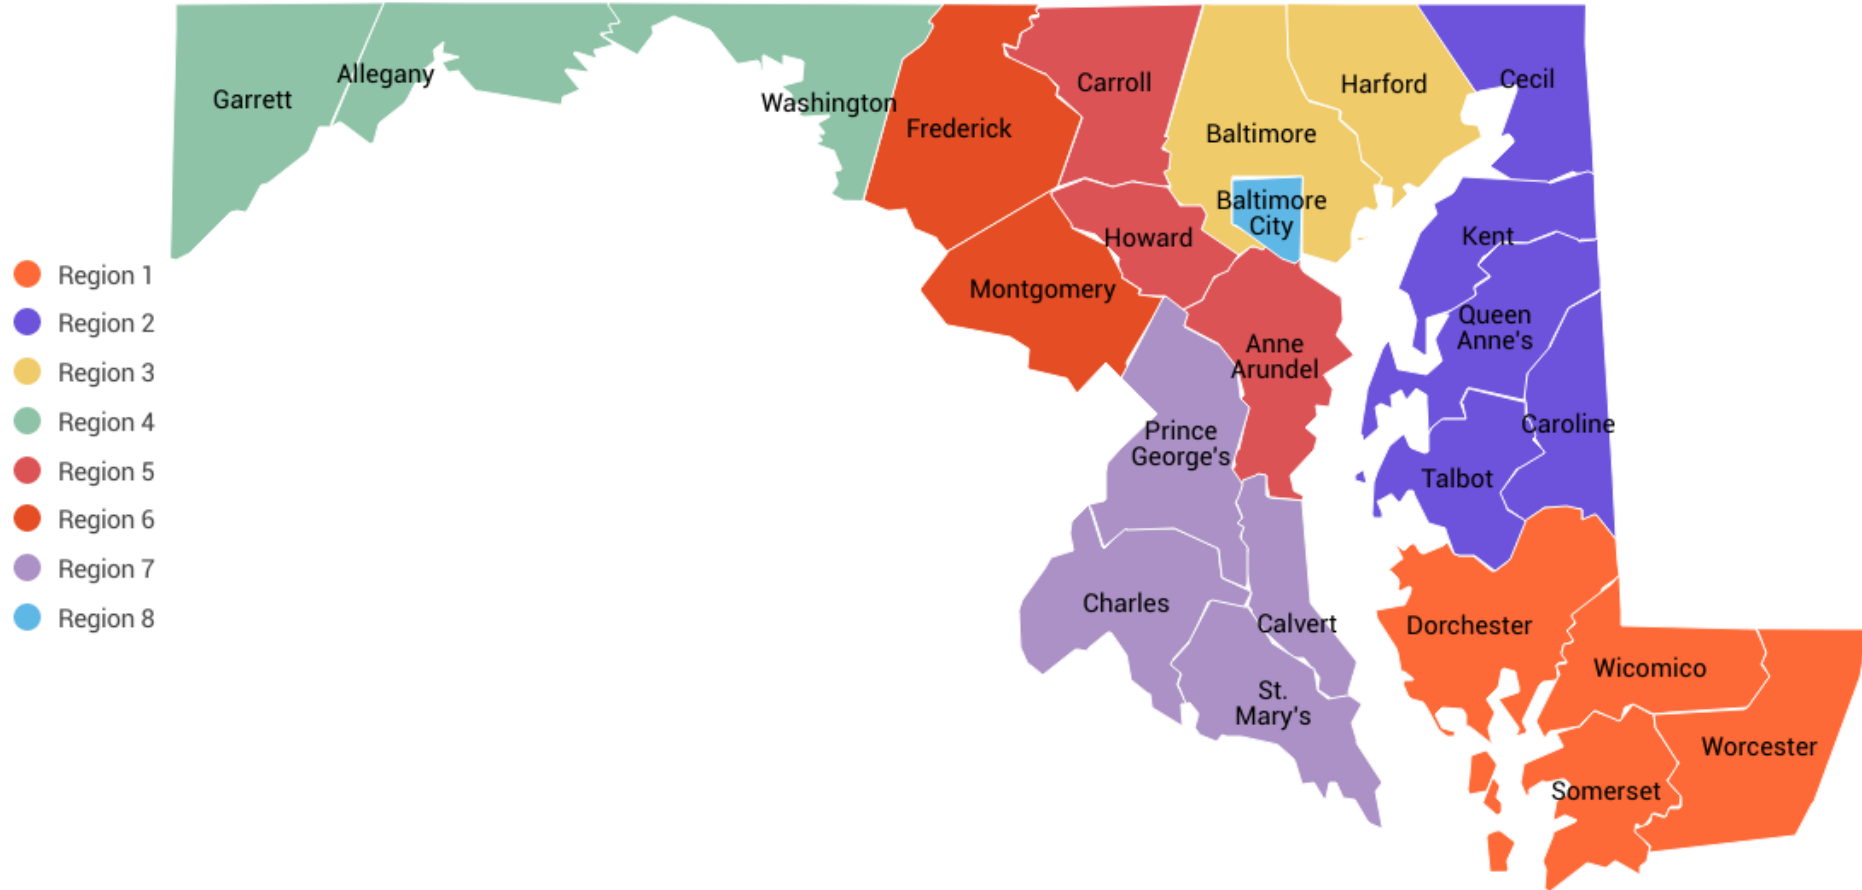 Garrett
Allegany
Washington
Frederick
Carroll
Baltimore
Harford
Cecil
Baltimore
City
Howard
Montgomery
Kent
Queen
Anne's
Anne
Arundel
Prince
George's
Caroline
Talbot
Charles
Calvert
St.
Mary's
Dorchester
Wicomico
Worcester
Somerset
Region 1
Region 2
Region 3
Region 4
Region 5
Region 6
Region 7
Region 8